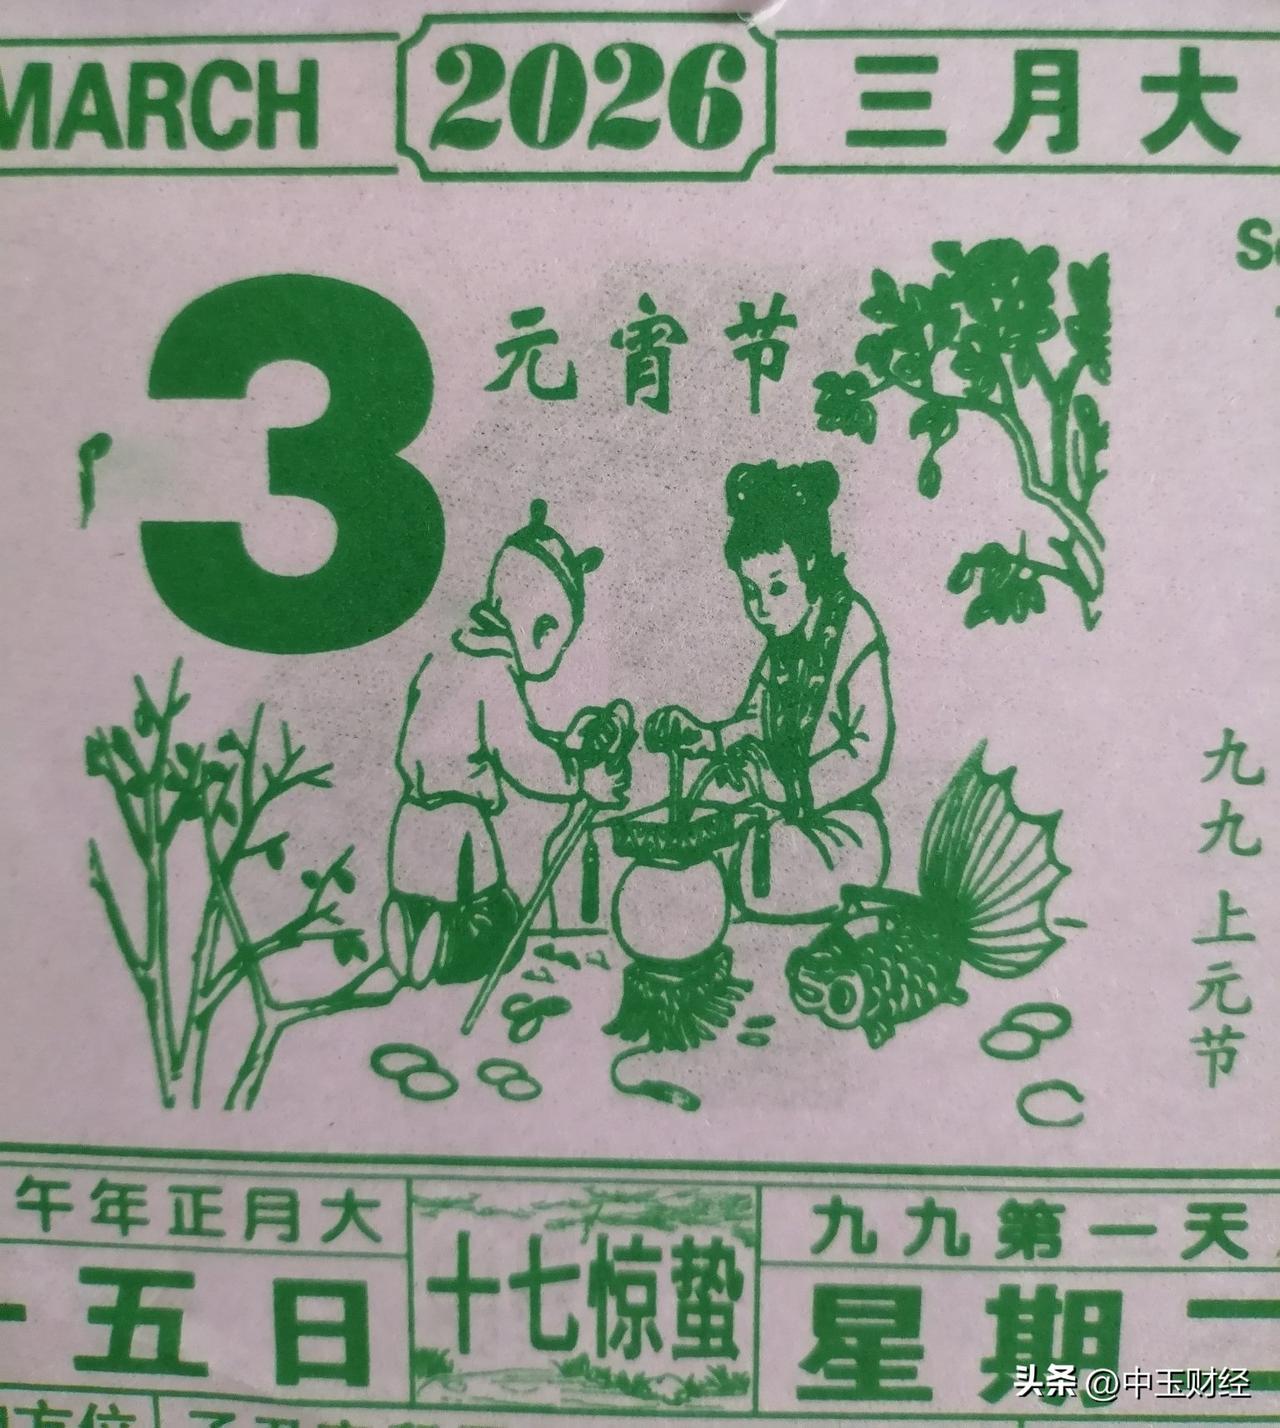 MARCH 2026 三月大
3 元宵节
九九 上元节
午年正月大
五日
十七惊蛰
九九第一天
星期
头条 @中玉财经